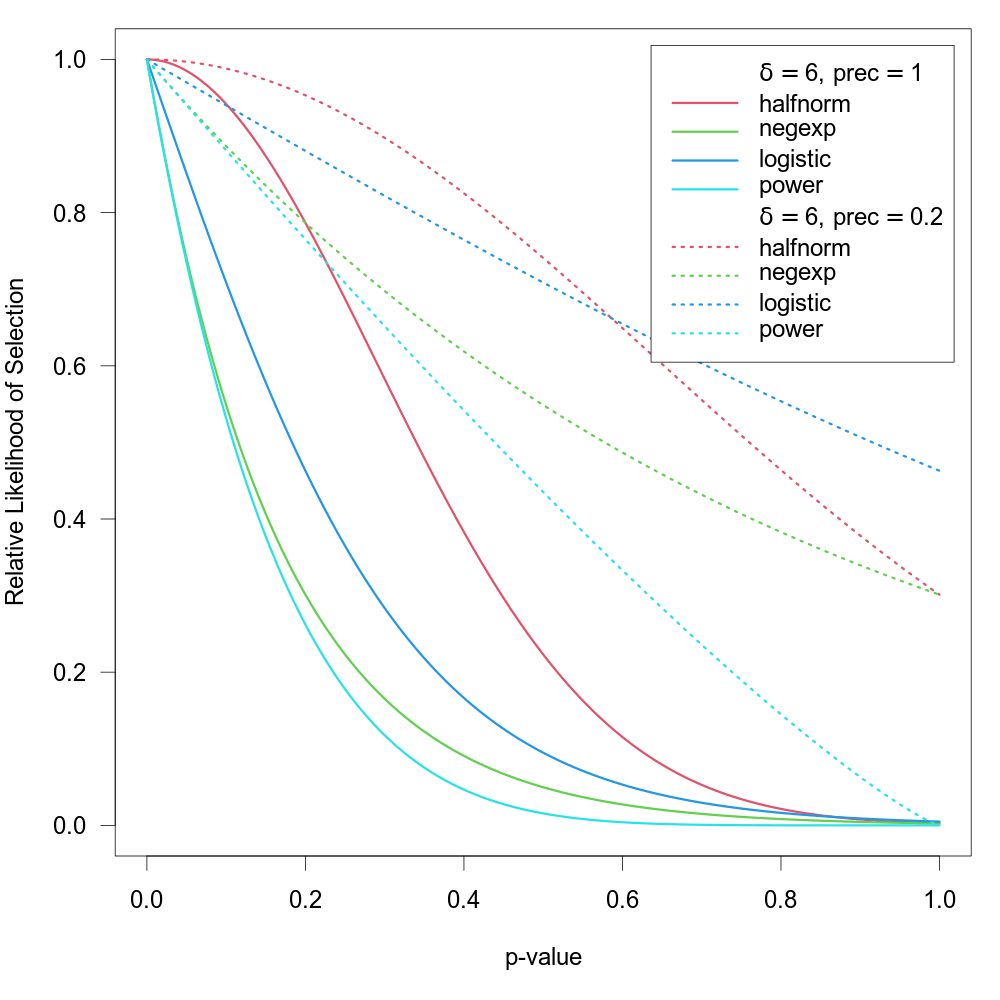 δ = 6, prec = 1
halfnorm
negexp
logistic
power
δ = 6, prec = 0.2
halfnorm
negexp
logistic
power
Relative Likelihood of Selection
1.0
0.8
0.6
0.4
0.2
0.0
0.0 0.2 0.4 0.6 0.8 1.0
p-value